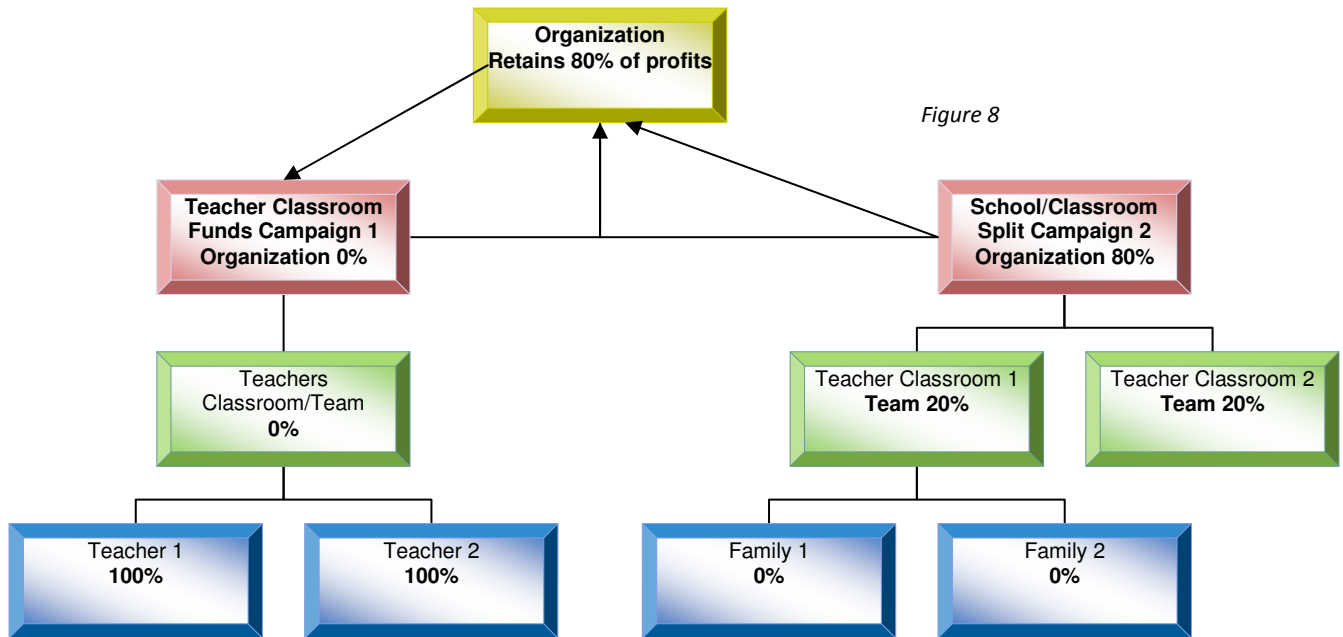 Organization
Retains 80% of profits
Figure 8
Teacher Classroom
Funds Campaign 1
Organization 0%
School/Classroom
Split Campaign 2
Organization 80%
Teachers
Classroom/Team
0%
Teacher Classroom 1
Team 20%
Teacher Classroom 2
Team 20%
Teacher 1
100%
Teacher 2
100%
Family 1
0%
Family 2
0%